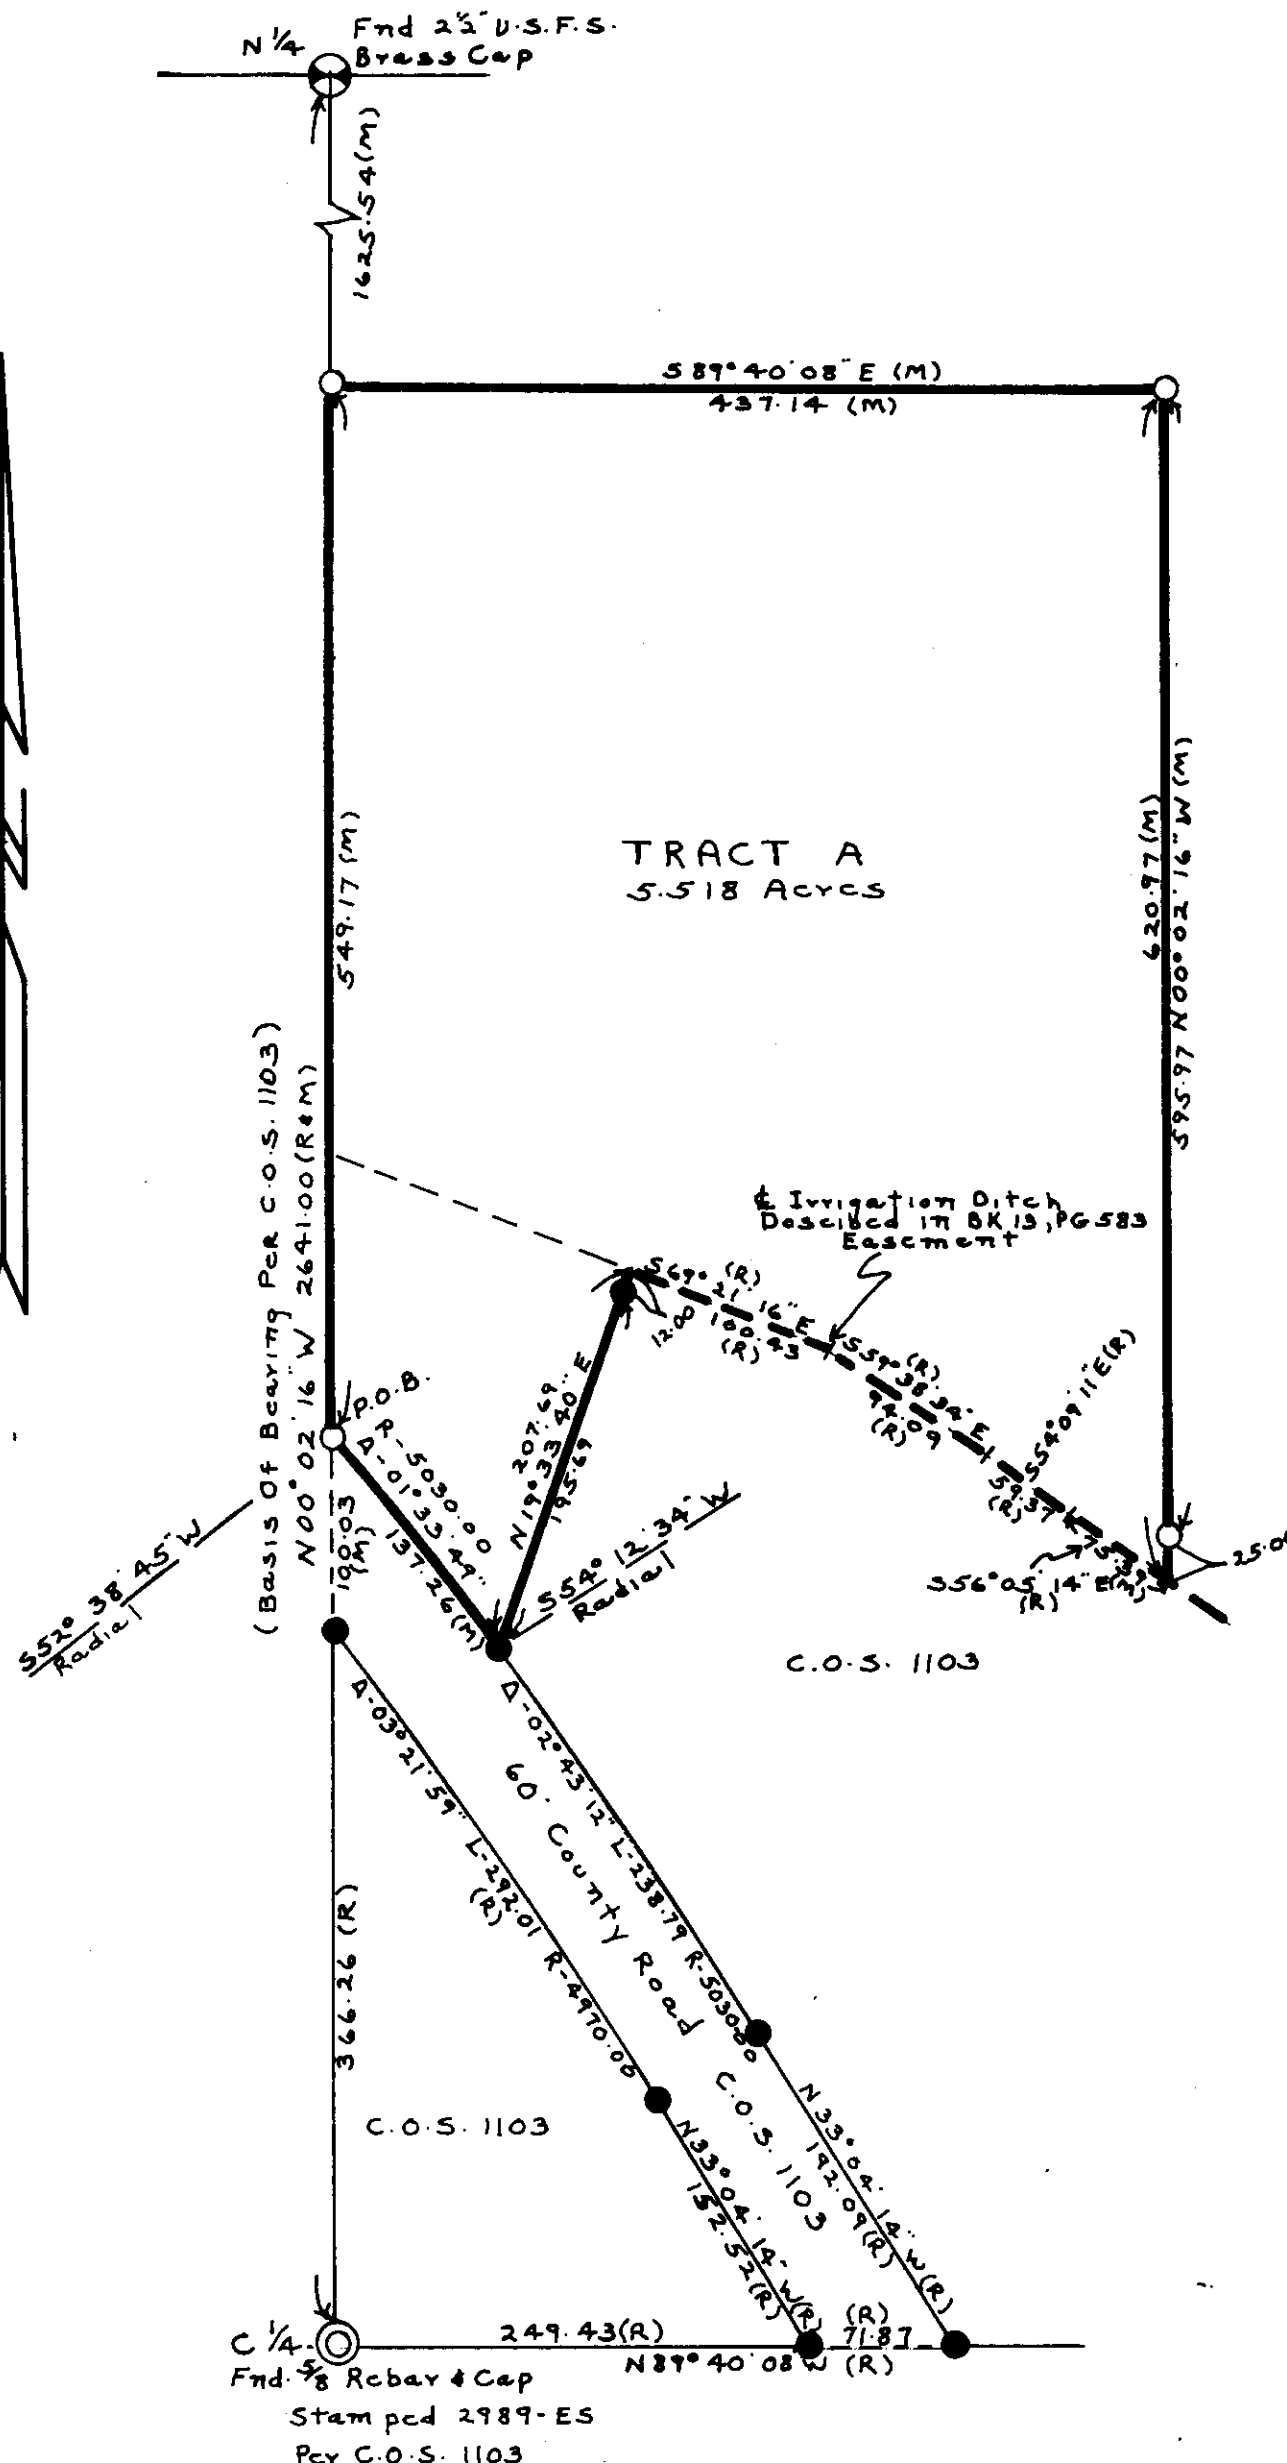 N 1/4
Fnd 2½" U.S.F.S.
Brass Cap
1625.54(M)
S 89° 40' 08" E (M)
437.14 (M)
549.17 (M)
TRACT A
5.518 Acres
620.97(M)
595.97 N00° 02' 16" W (M)
(Basis Of Bearing Per C.O.S. 1103)
N00° 02' 16" W 2641.00(R&M)
℄ Irrigation Ditch
Descibed in BK 13, PG 583
Easement
S69° 21' 16" E
(R)
100.43
(R)
12.00
S59° 38' 34" E
(R)
94.09
(R)
S54° 09' 11" E(R)
59.37
(R)
S56° 05' 14" E(M)
(R)
25.00
P.O.B.
R-5030.00
Δ-01° 33' 49"
137.26(M)
207.69
N19° 33' 40" E
195.69
S54° 12' 34" W
Radial
190.03
(M)
S52° 38' 45" W
Radial
C.O.S. 1103
Δ-03° 21' 59" L-292.01 R-4970.00
(R)
60' County Road C.O.S. 1103
Δ-02° 43' 12" L-238.79 R-5030.00
366.26 (R)
C.O.S. 1103
N33° 04' 14" W(R)
152.52(R)
N33° 04' 14" W(R)
192.09(R)
C 1/4
249.43(R)
(R)
71.87
N89° 40' 08" W (R)
Fnd. 5/8 Rebar & Cap
Stamped 2989-ES
Per C.O.S. 1103